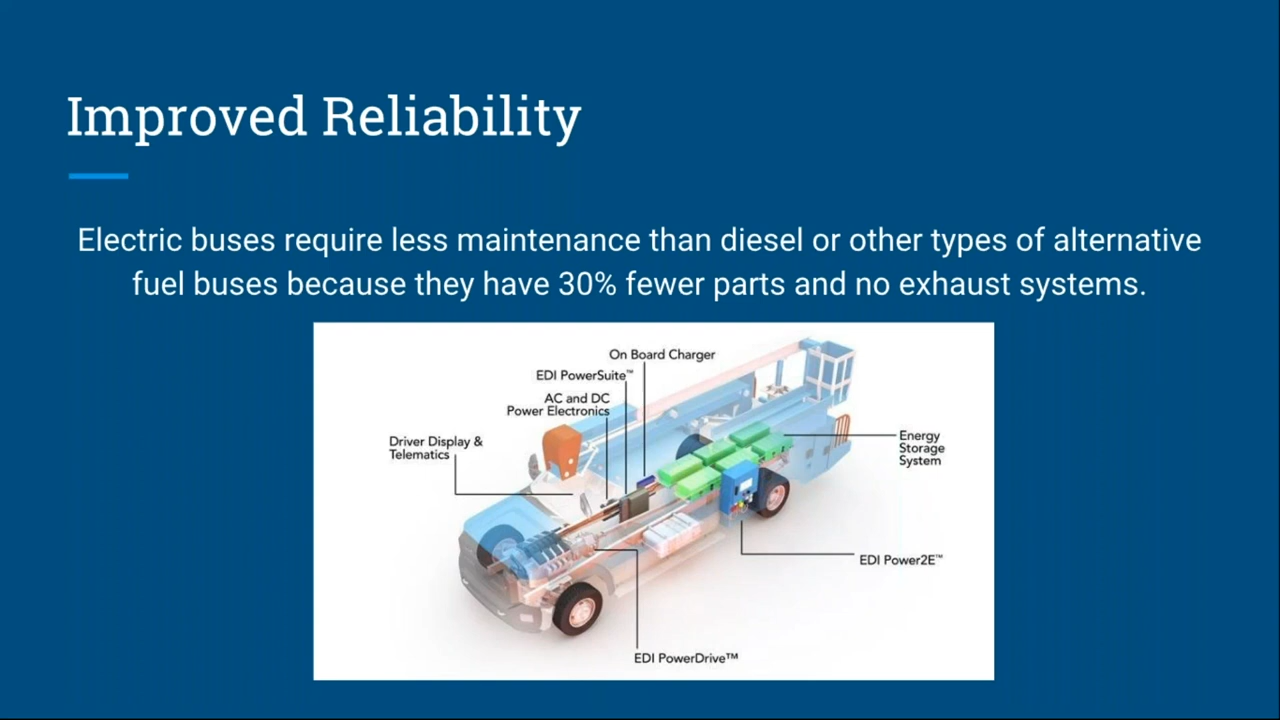 Improved Reliability
Electric buses require less maintenance than diesel or other types of alternative
fuel buses because they have 30% fewer parts and no exhaust systems.
On Board Charger
EDI PowerSuite™
AC and DC
Power Electronics
Driver Display &
Telematics
Energy
Storage
System
EDI Power2E™
EDI PowerDrive™